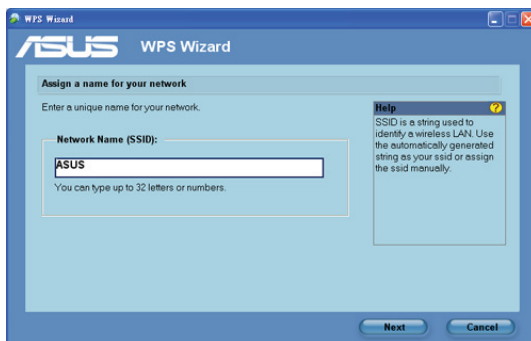 WPS Wizard
ASUS WPS Wizard
Assign a name for your network
Enter a unique name for your network.
Network Name (SSID):
ASUS
You can type up to 32 letters or numbers.
Help ?
SSID is a string used to
identify a wireless LAN. Use
the automatically generated
string as your ssid or assign
the ssid manually.
Next Cancel